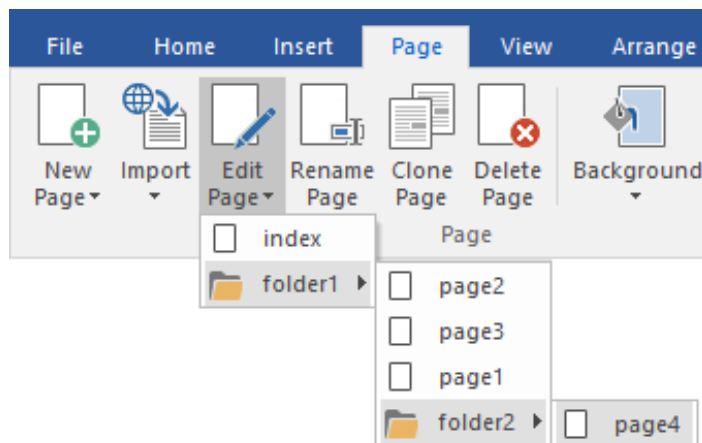 File Home Insert Page View Arrange
New Page
Import
Edit Page
Rename Page
Clone Page
Delete Page
Background
Page
index
folder1
page2
page3
page1
folder2
page4